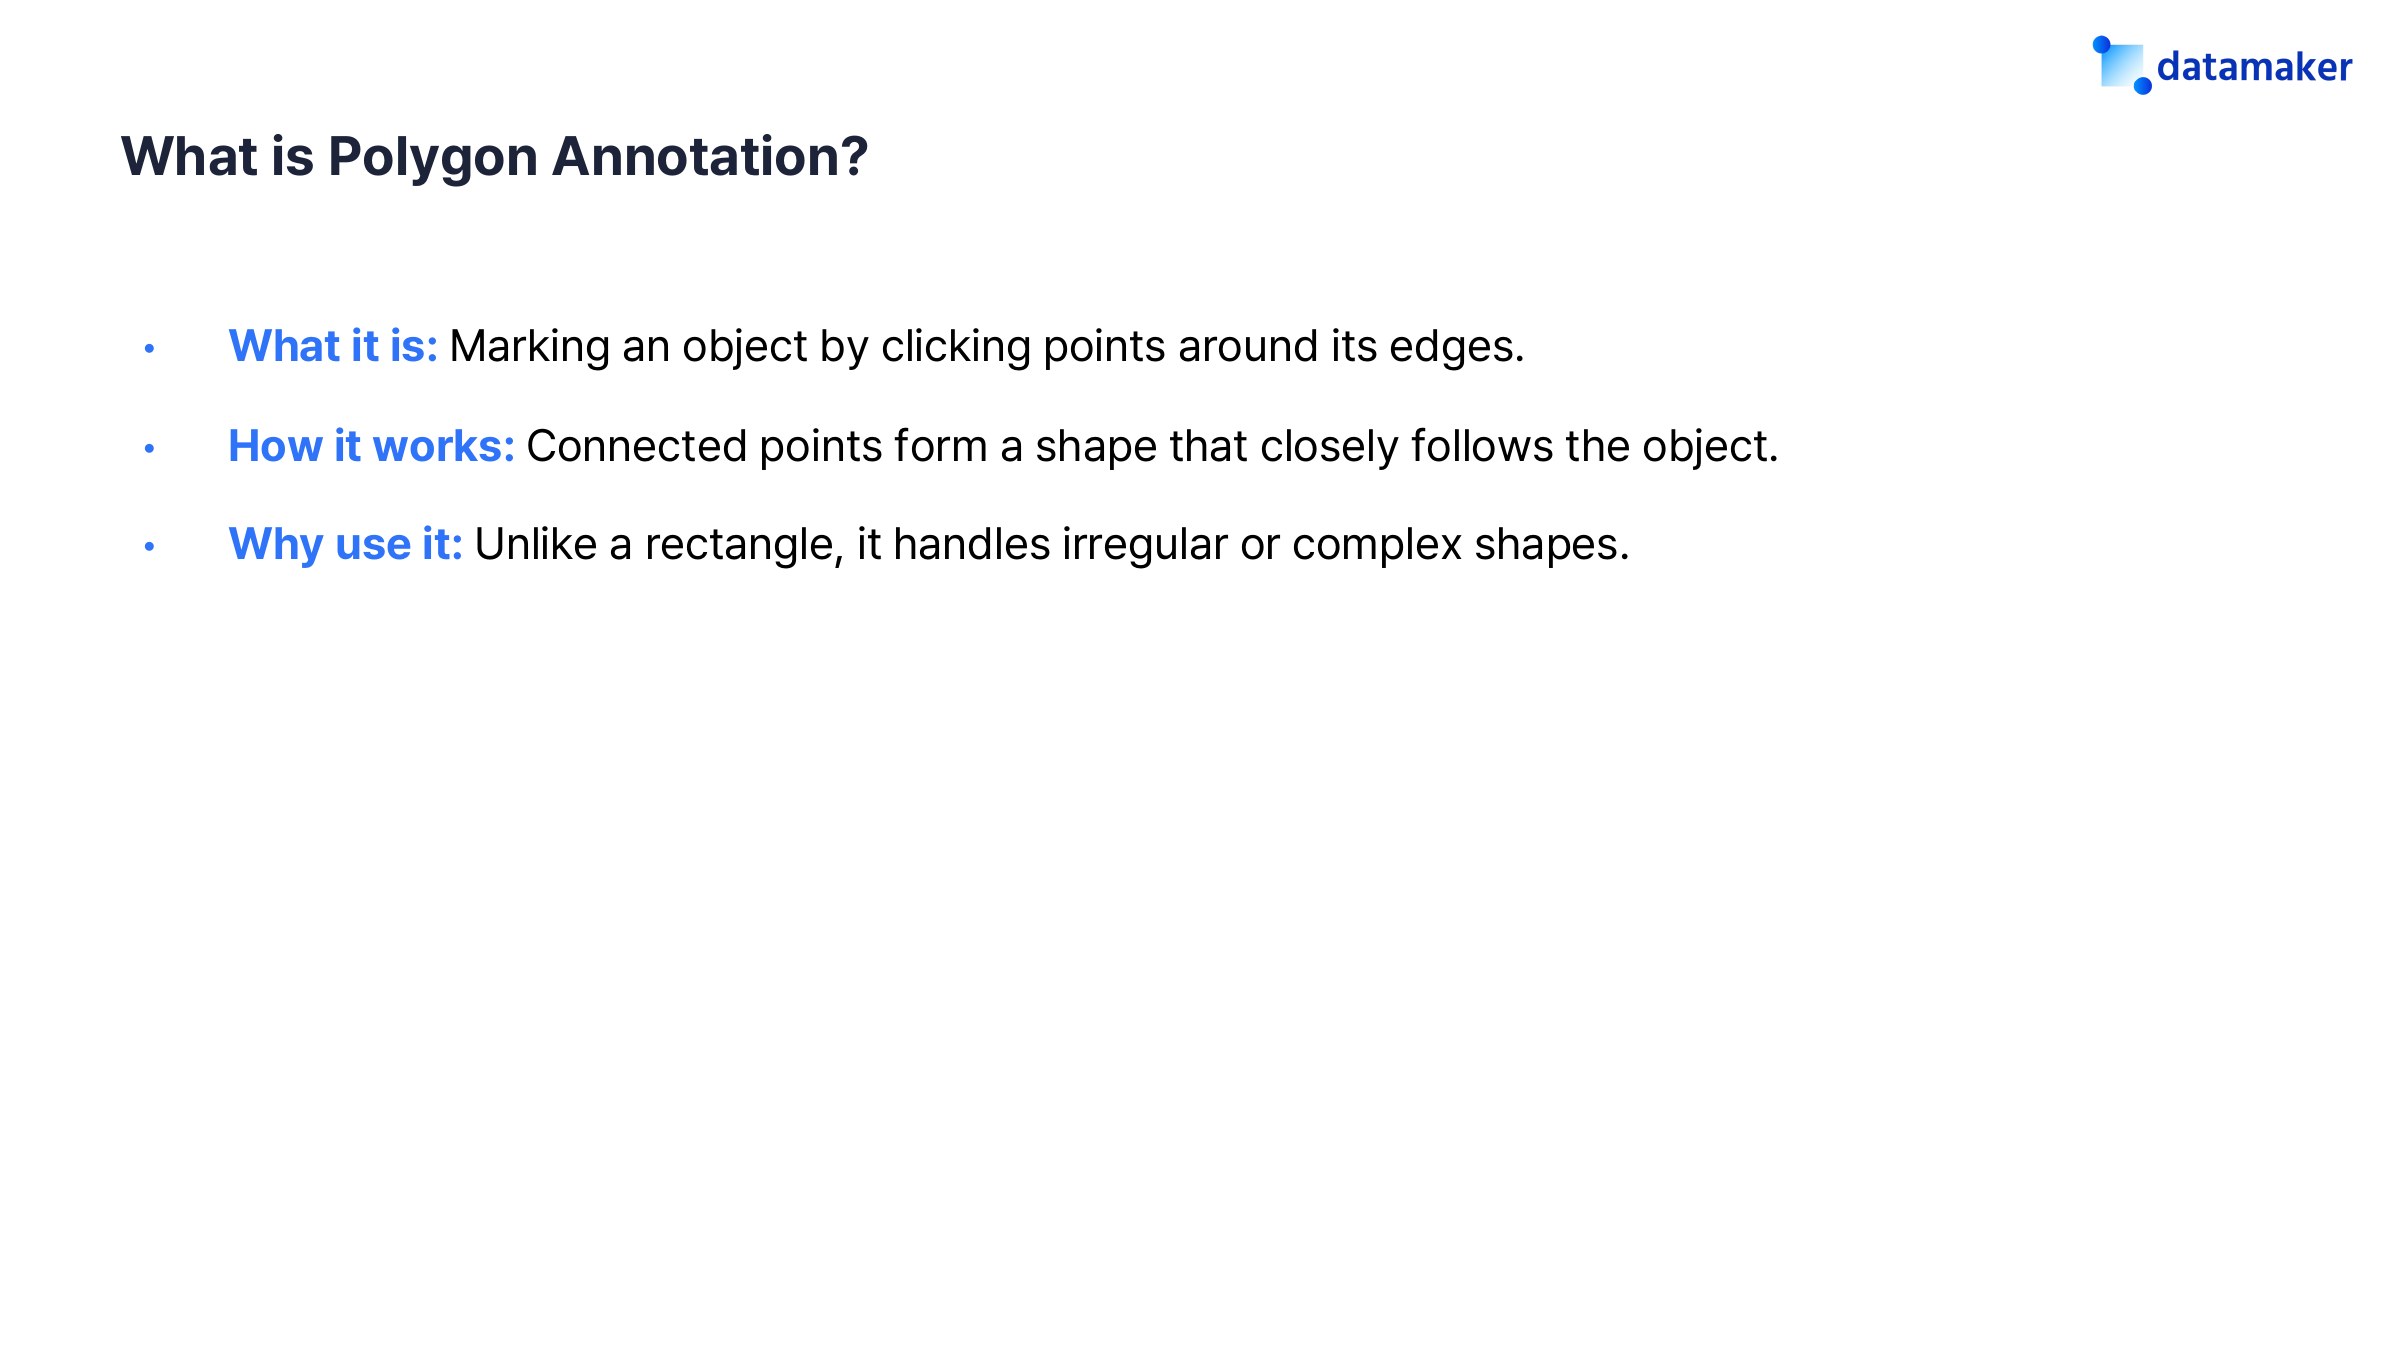 datamaker
What is Polygon Annotation?
• What it is: Marking an object by clicking points around its edges.
• How it works: Connected points form a shape that closely follows the object.
• Why use it: Unlike a rectangle, it handles irregular or complex shapes.